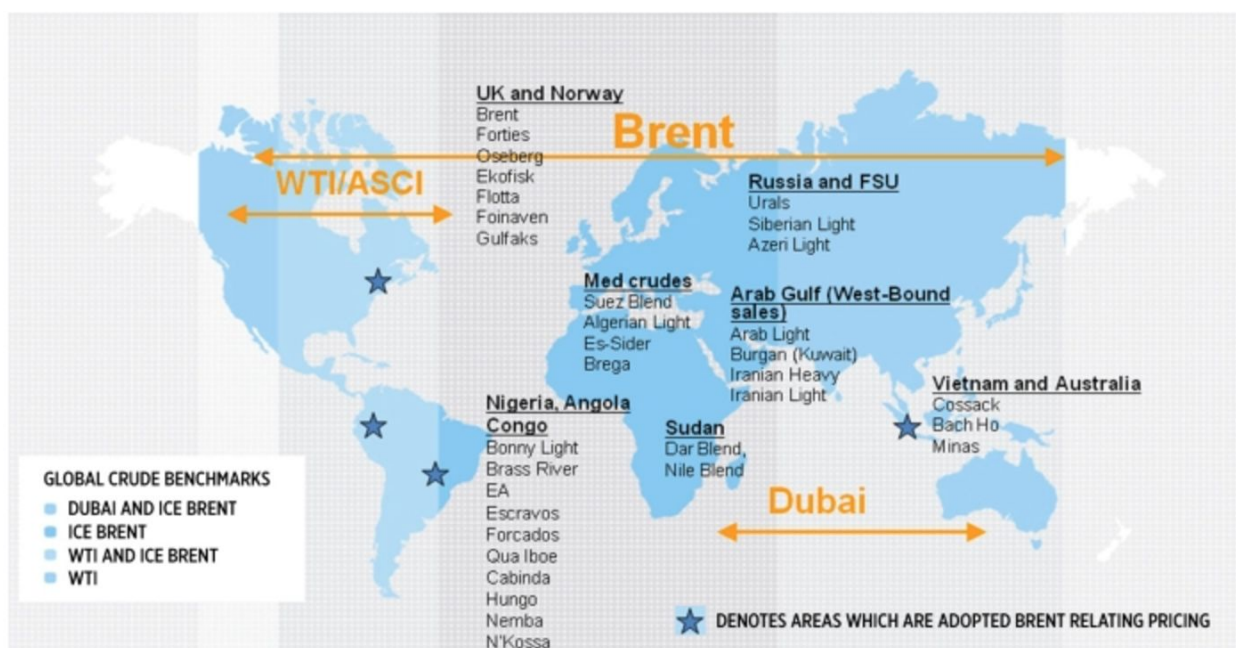 UK and Norway
Brent
Forties
Oseberg
Ekofisk
Flotta
Foinaven
Gulfaks
Brent
WTI/ASCI
Russia and FSU
Urals
Siberian Light
Azeri Light
Med crudes
Suez Blend
Algerian Light
Es-Sider
Brega
Arab Gulf (West-Bound
sales)
Arab Light
Burgan (Kuwait)
Iranian Heavy
Iranian Light
Vietnam and Australia
Cossack
Bach Ho
Minas
Nigeria, Angola
Congo
Bonny Light
Brass River
EA
Escravos
Forcados
Qua Iboe
Cabinda
Hungo
Nemba
N'Kossa
Sudan
Dar Blend,
Nile Blend
Dubai
GLOBAL CRUDE BENCHMARKS
DUBAI AND ICE BRENT
ICE BRENT
WTI AND ICE BRENT
WTI
DENOTES AREAS WHICH ARE ADOPTED BRENT RELATING PRICING